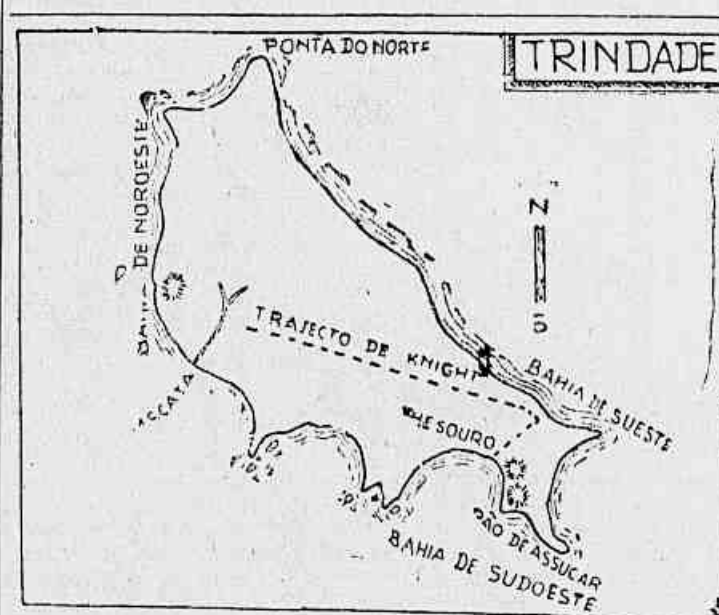 PONTA DO NORTE
TRINDADE
BAHIA DE NOROESTE
N
S
TRAJECTO DE KNIGHT
BAHIA DE SUESTE
THESOURO
PÃO DE ASSUCAR
BAHIA DE SUDOESTE